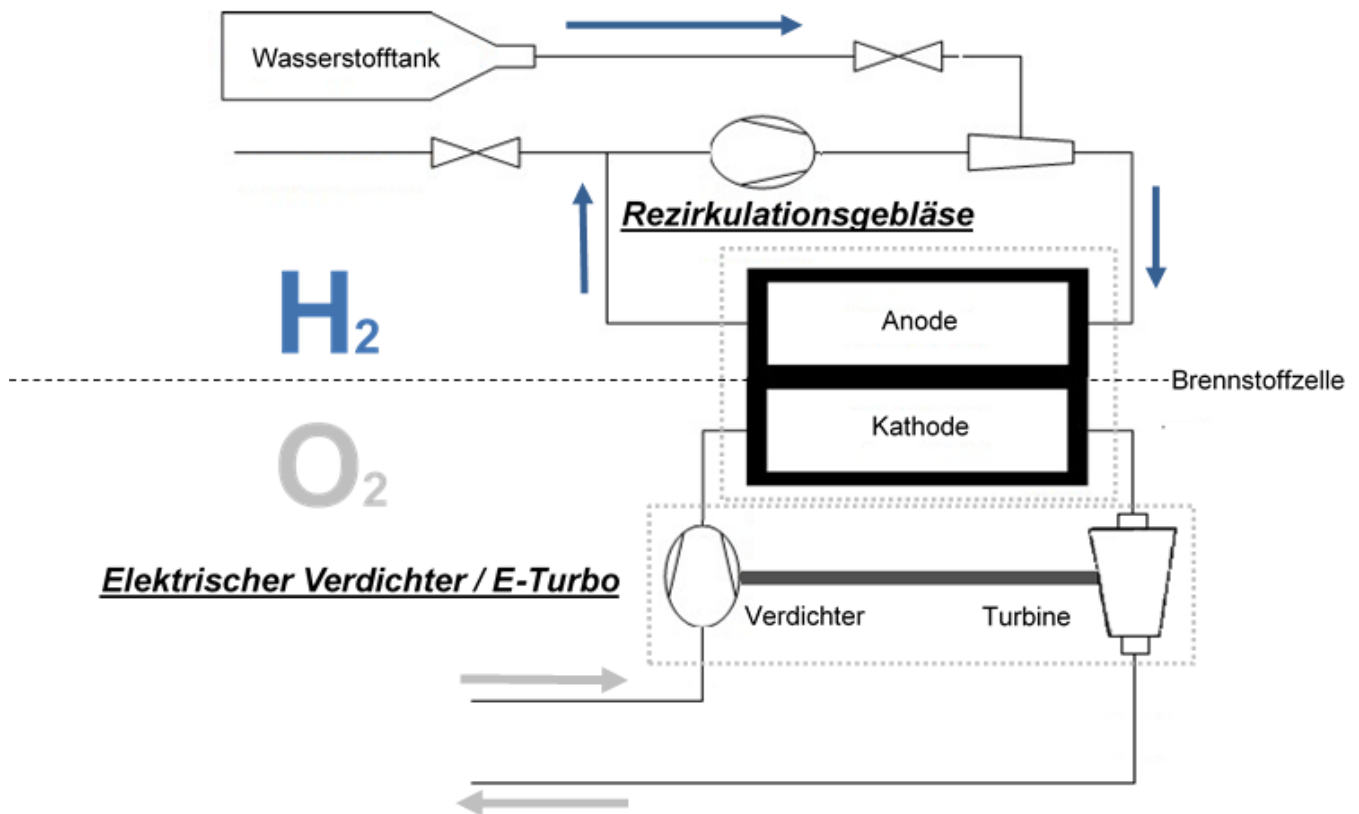 Wasserstofftank
Rezirkulationsgebläse
H2
Anode
Brennstoffzelle
Kathode
O2
Elektrischer Verdichter / E-Turbo
Verdichter
Turbine